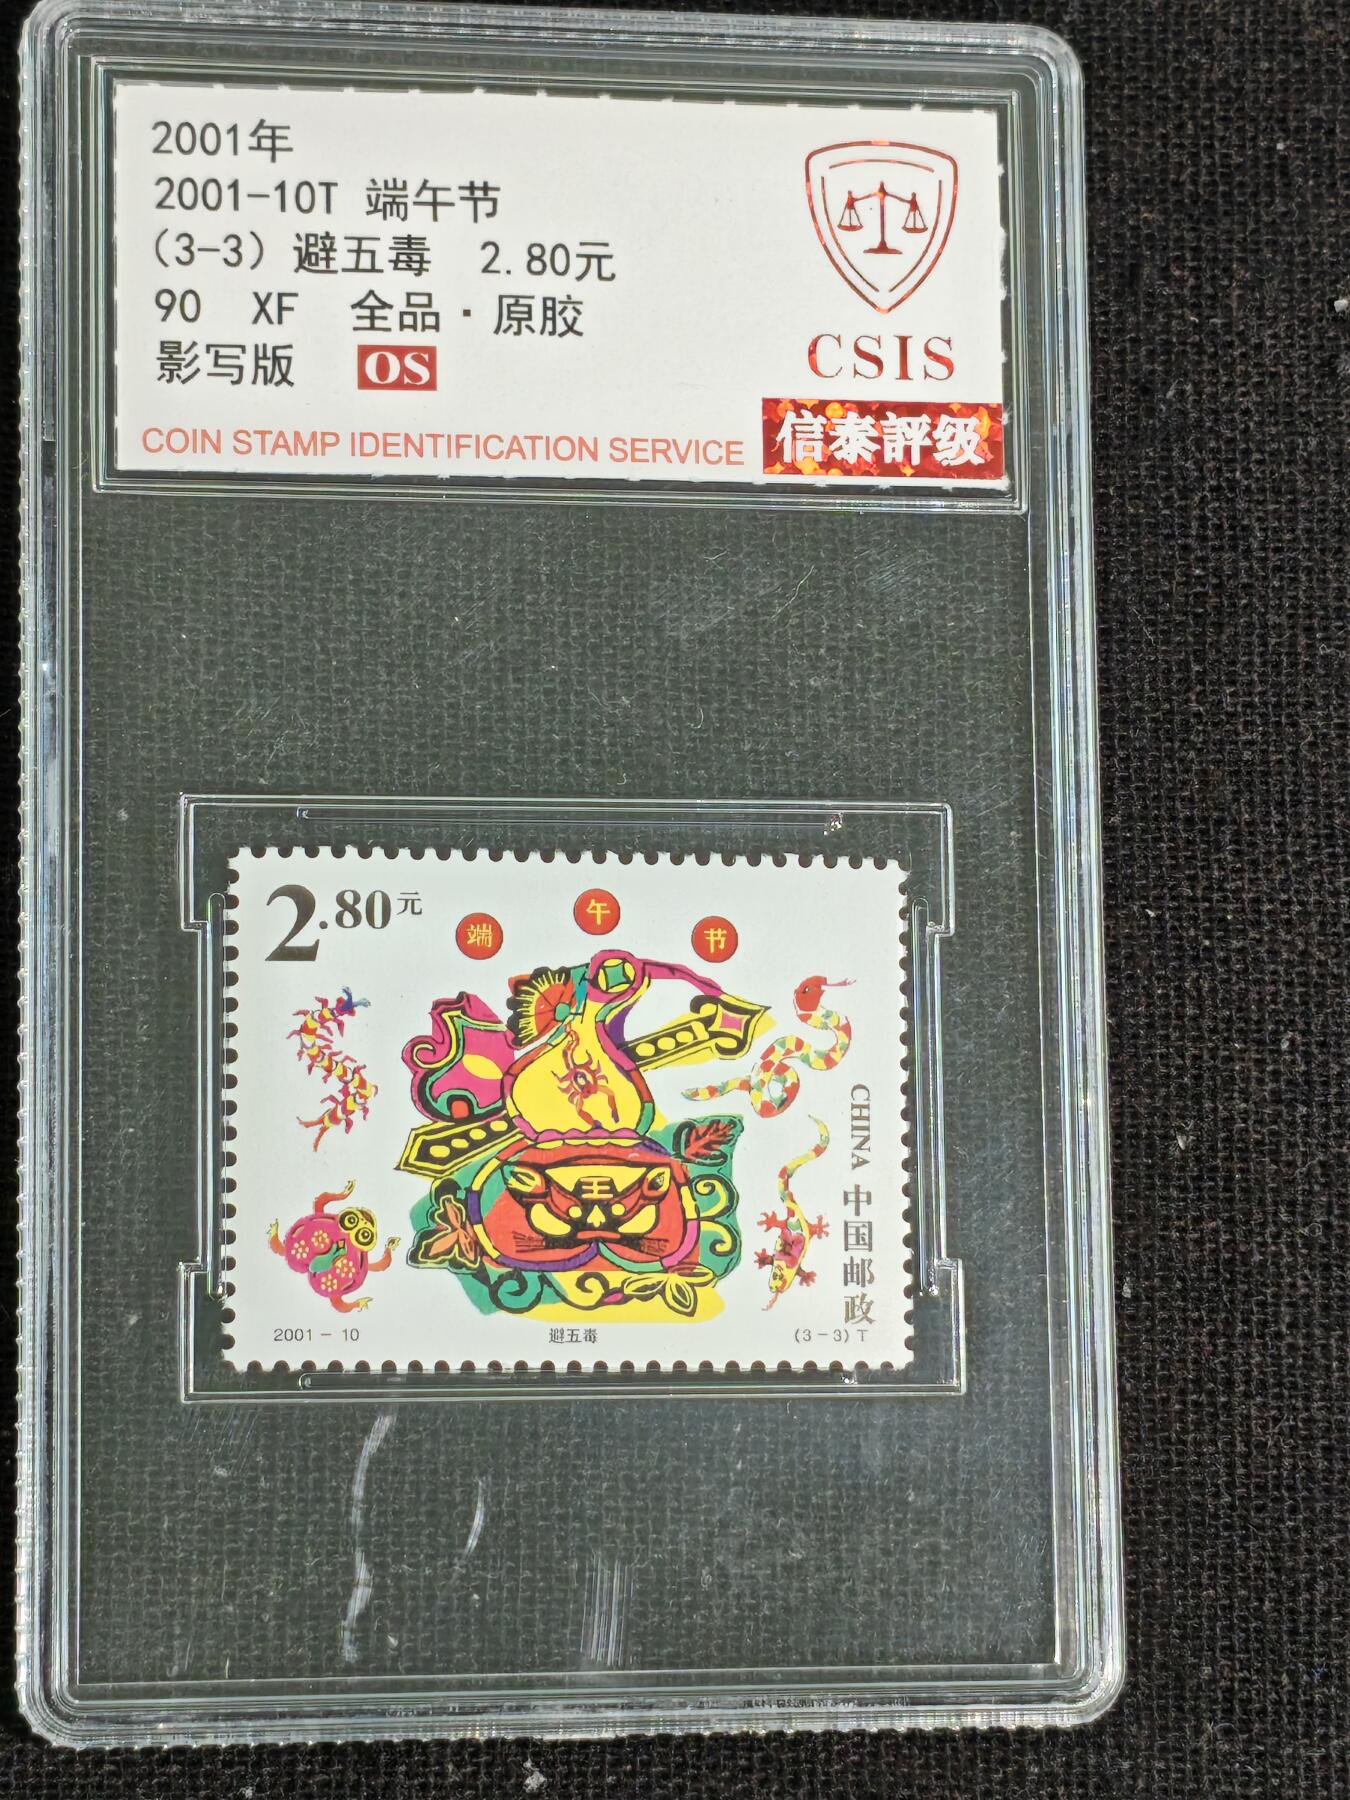 2001年
2001-10T 端午节
(3-3) 避五毒 2.80元
90 XF 全品·原胶
影写版 OS
CSIS
COIN STAMP IDENTIFICATION SERVICE
信泰評级
2.80元
端午节
王
CHINA 中国邮政
2001-10 避五毒 (3-3)T